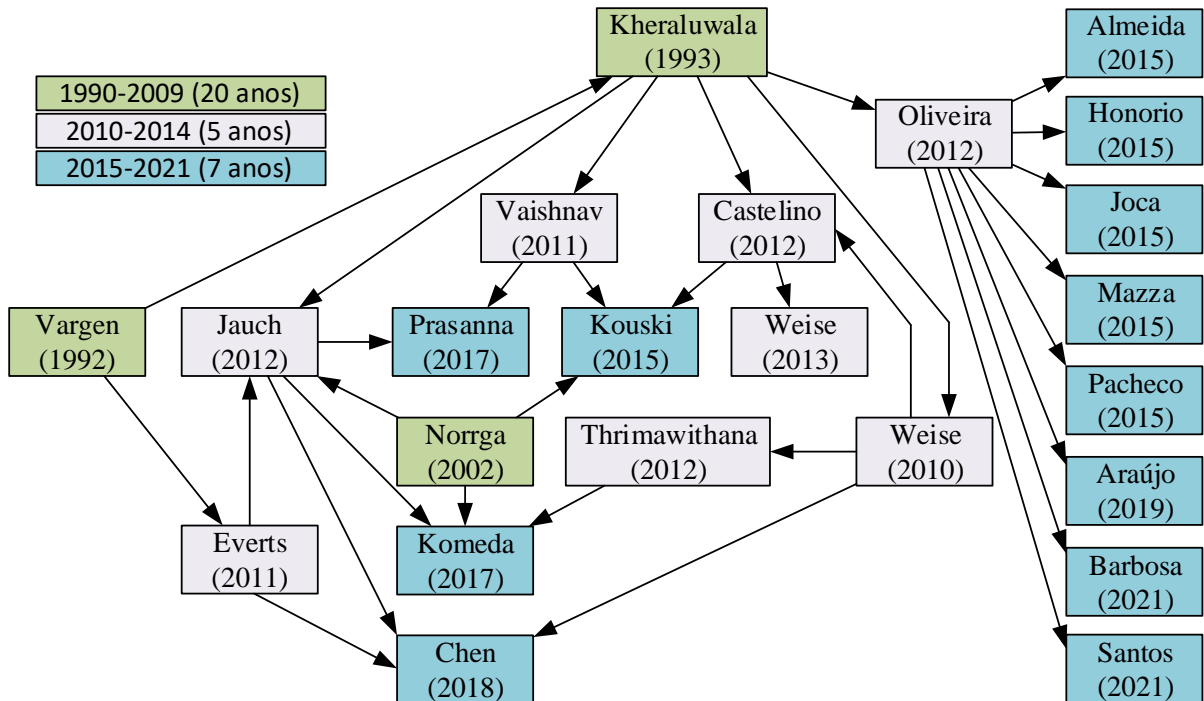 Kheraluwala
(1993)
Almeida
(2015)
1990-2009 (20 anos)
2010-2014 (5 anos)
2015-2021 (7 anos)
Oliveira
(2012)
Honorio
(2015)
Vaishnav
(2011)
Castelino
(2012)
Joca
(2015)
Mazza
(2015)
Vargen
(1992)
Jauch
(2012)
Prasanna
(2017)
Kouski
(2015)
Weise
(2013)
Pacheco
(2015)
Norrga
(2002)
Thrimawithana
(2012)
Weise
(2010)
Araújo
(2019)
Everts
(2011)
Komeda
(2017)
Barbosa
(2021)
Chen
(2018)
Santos
(2021)